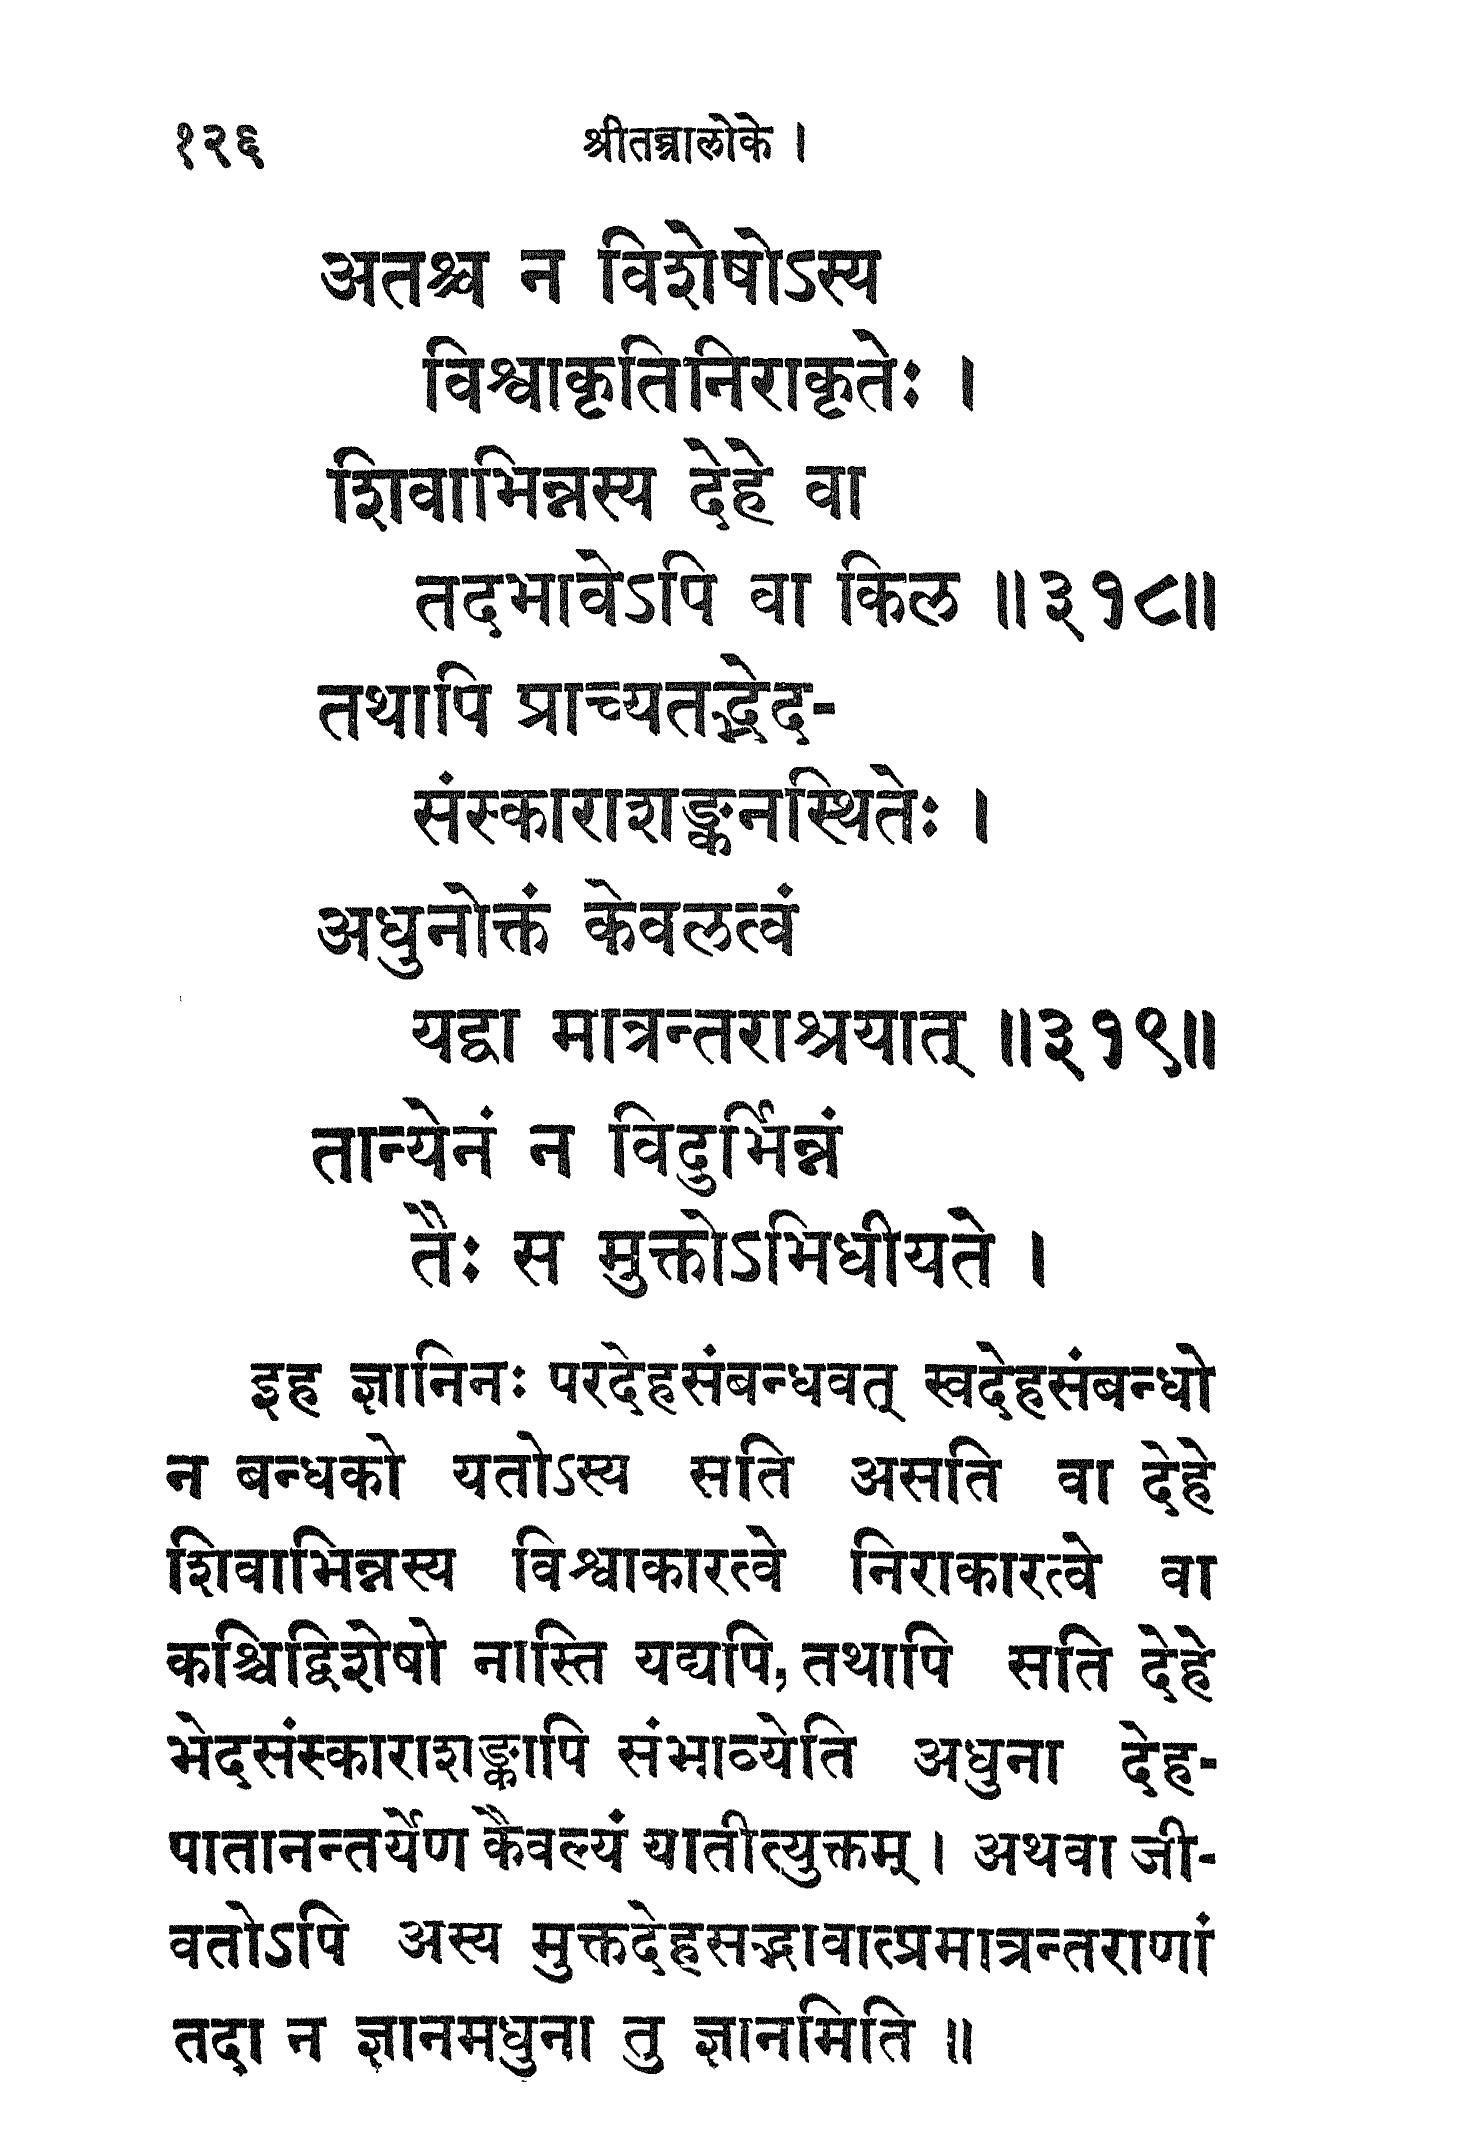 १२६ श्रीतन्त्रालोके ।
अतश्च न विशेषोऽस्य
विश्वाकृतिनिराकृतेः ।
शिवाभिन्नस्य देहे वा
तदभावेऽपि वा किल ॥३१८॥
तथापि प्राच्यतद्भेद-
संस्काराशङ्कनस्थितेः ।
अधुनोक्तं केवलत्वं
यद्वा मात्रन्तराश्रयात् ॥३१९॥
तान्येनं न विदुर्भिन्नं
तैः स मुक्तोऽभिधीयते ।
इह ज्ञानिनः परदेहसंबन्धवत् स्वदेहसंबन्धो
न बन्धको यतोऽस्य सति असति वा देहे
शिवाभिन्नस्य विश्वाकारत्वे निराकारत्वे वा
कश्चिद्विशेषो नास्ति यद्यपि, तथापि सति देहे
भेदसंस्काराशङ्कापि संभाव्येति अधुना देह-
पातानन्तर्येण कैवल्यं यातीत्युक्तम् । अथवा जी-
वतोऽपि अस्य मुक्तदेहसद्भावात्प्रमात्रन्तराणां
तदा न ज्ञानमधुना तु ज्ञानमिति ॥